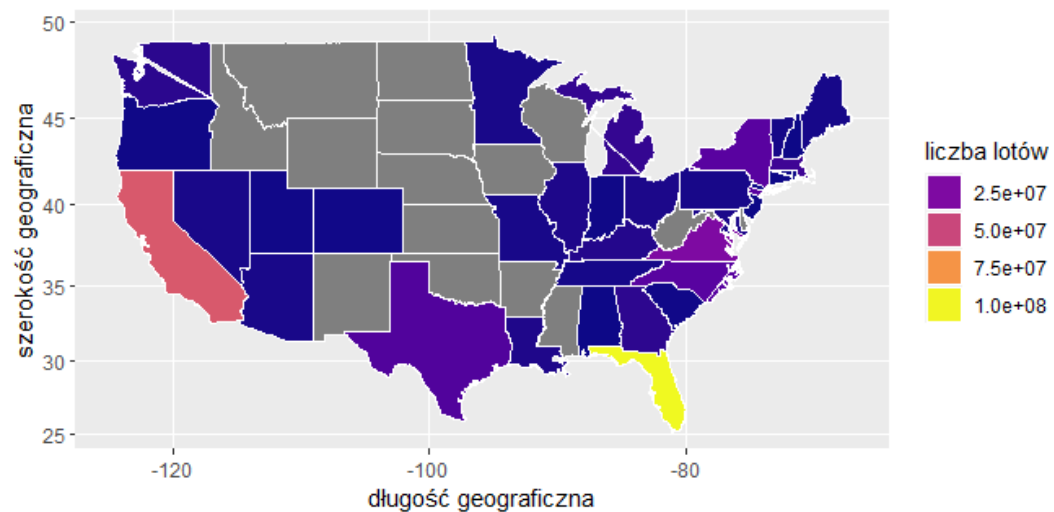 50
45
40
35
30
25
szerokość geograficzna
-120
-100
-80
długość geograficzna
liczba lotów
2.5e+07
5.0e+07
7.5e+07
1.0e+08